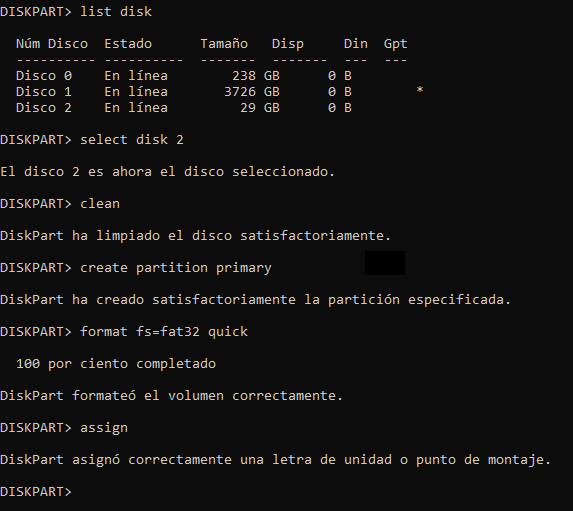 DISKPART> list disk
Núm Disco  Estado      Tamaño   Disp     Din  Gpt
---------- ----------  -------  -------  ---  ---
Disco 0    En línea        238 GB      0 B
Disco 1    En línea       3726 GB      0 B        *
Disco 2    En línea         29 GB      0 B
DISKPART> select disk 2
El disco 2 es ahora el disco seleccionado.
DISKPART> clean
DiskPart ha limpiado el disco satisfactoriamente.
DISKPART> create partition primary
DiskPart ha creado satisfactoriamente la partición especificada.
DISKPART> format fs=fat32 quick
100 por ciento completado
DiskPart formateó el volumen correctamente.
DISKPART> assign
DiskPart asignó correctamente una letra de unidad o punto de montaje.
DISKPART>